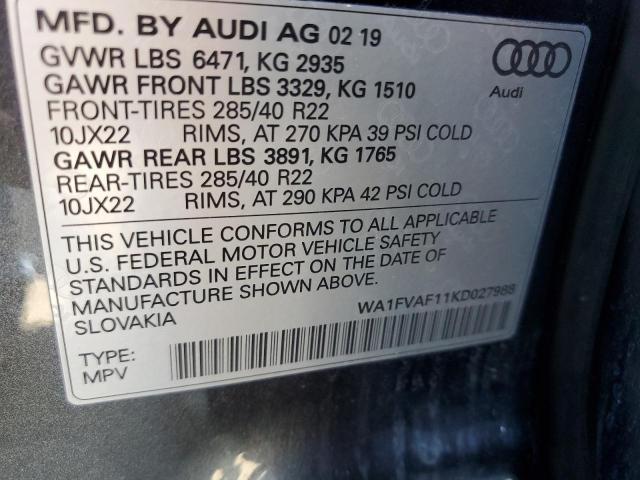 MFD. BY AUDI AG 02 19
GVWR LBS 6471, KG 2935
GAWR FRONT LBS 3329, KG 1510
FRONT-TIRES 285/40 R22
10JX22 RIMS, AT 270 KPA 39 PSI COLD
GAWR REAR LBS 3891, KG 1765
REAR-TIRES 285/40 R22
10JX22 RIMS, AT 290 KPA 42 PSI COLD
Audi
THIS VEHICLE CONFORMS TO ALL APPLICABLE
U.S. FEDERAL MOTOR VEHICLE SAFETY
STANDARDS IN EFFECT ON THE DATE OF
MANUFACTURE SHOWN ABOVE.
SLOVAKIA
WA1FVAF11KD027988
TYPE:
MPV